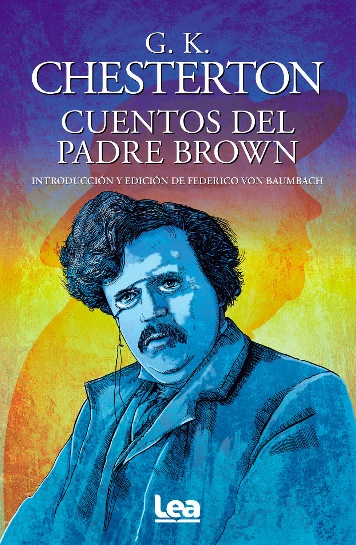 G. K.
CHESTERTON
CUENTOS DEL
PADRE BROWN
INTRODUCCIÓN Y EDICIÓN DE FEDERICO VON BAUMBACH
Lea